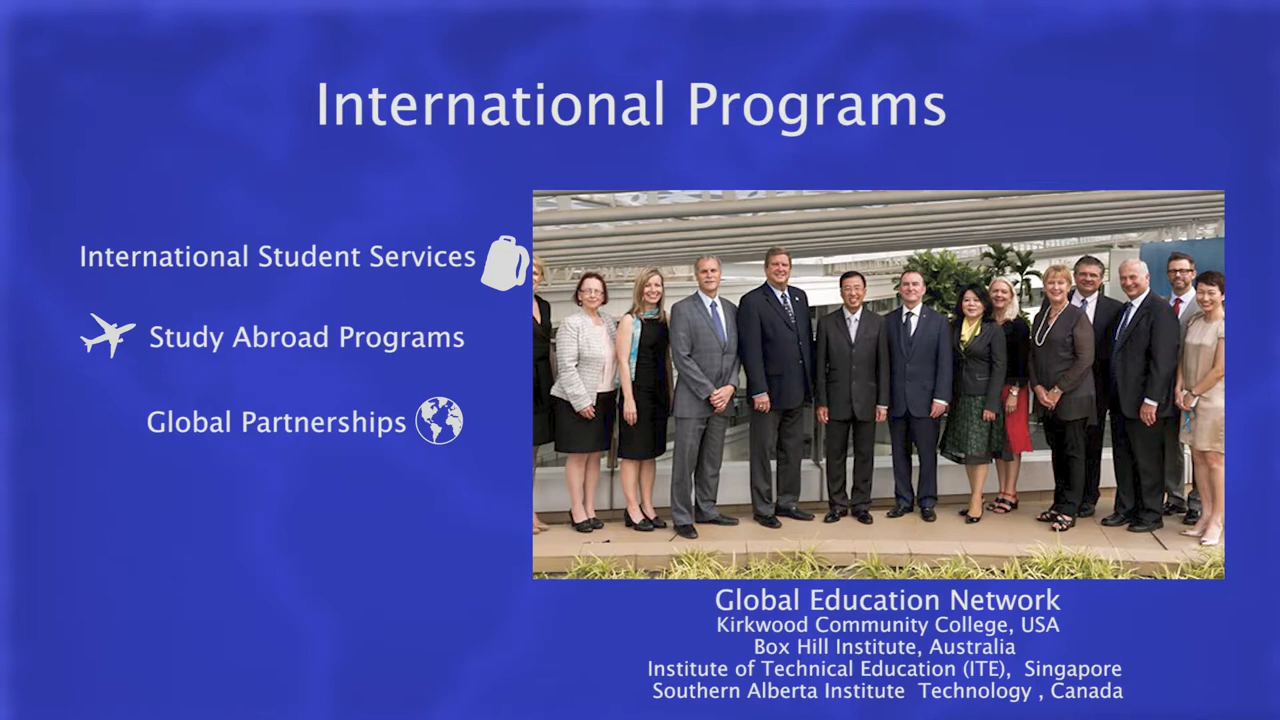 International Programs
International Student Services
Study Abroad Programs
Global Partnerships
Global Education Network
Kirkwood Community College, USA
Box Hill Institute, Australia
Institute of Technical Education (ITE),  Singapore
Southern Alberta Institute  Technology , Canada